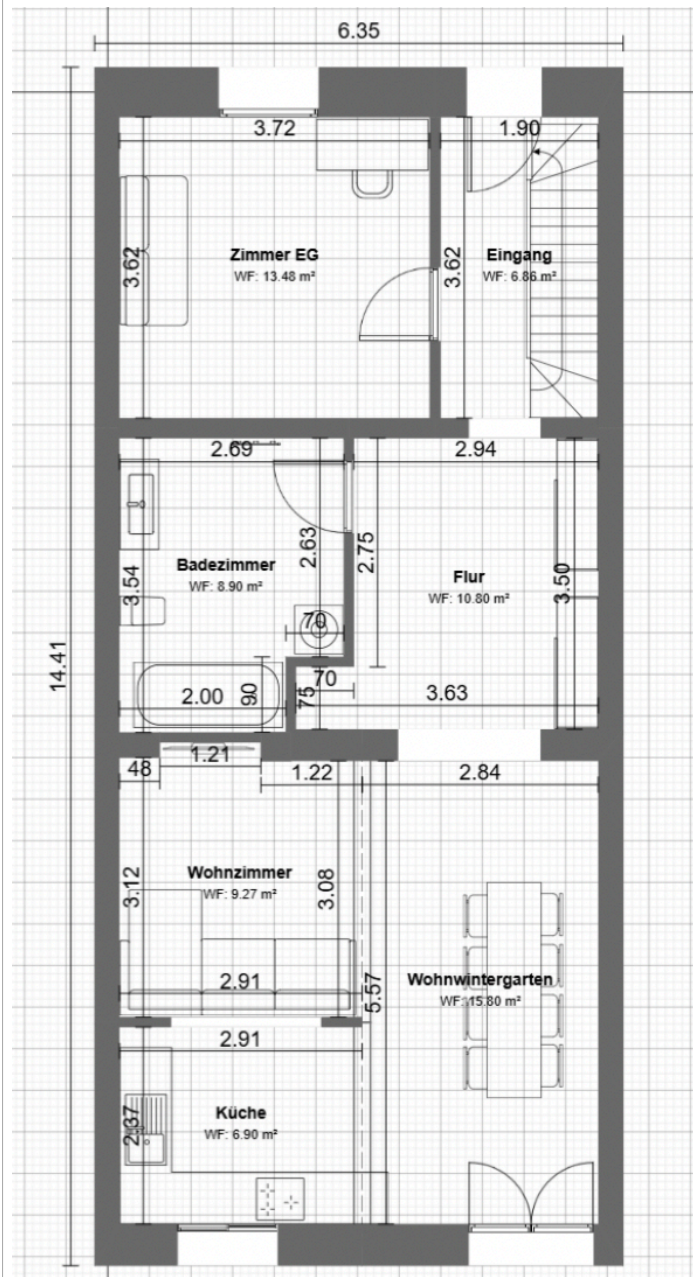 6.35
3.72
1.90
3.62
Zimmer EG
WF: 13.48 m²
3.62
Eingang
WF: 6.86 m²
2.69
2.94
3.54
Badezimmer
WF: 8.90 m²
2.63
2.75
Flur
WF: 10.80 m²
3.50
70
14.41
2.00
90
75
70
3.63
48
1.21
1.22
2.84
3.12
Wohnzimmer
WF: 9.27 m²
3.08
2.91
5.57
Wohnwintergarten
WF: 15.80 m²
2.91
2.37
Küche
WF: 6.90 m²